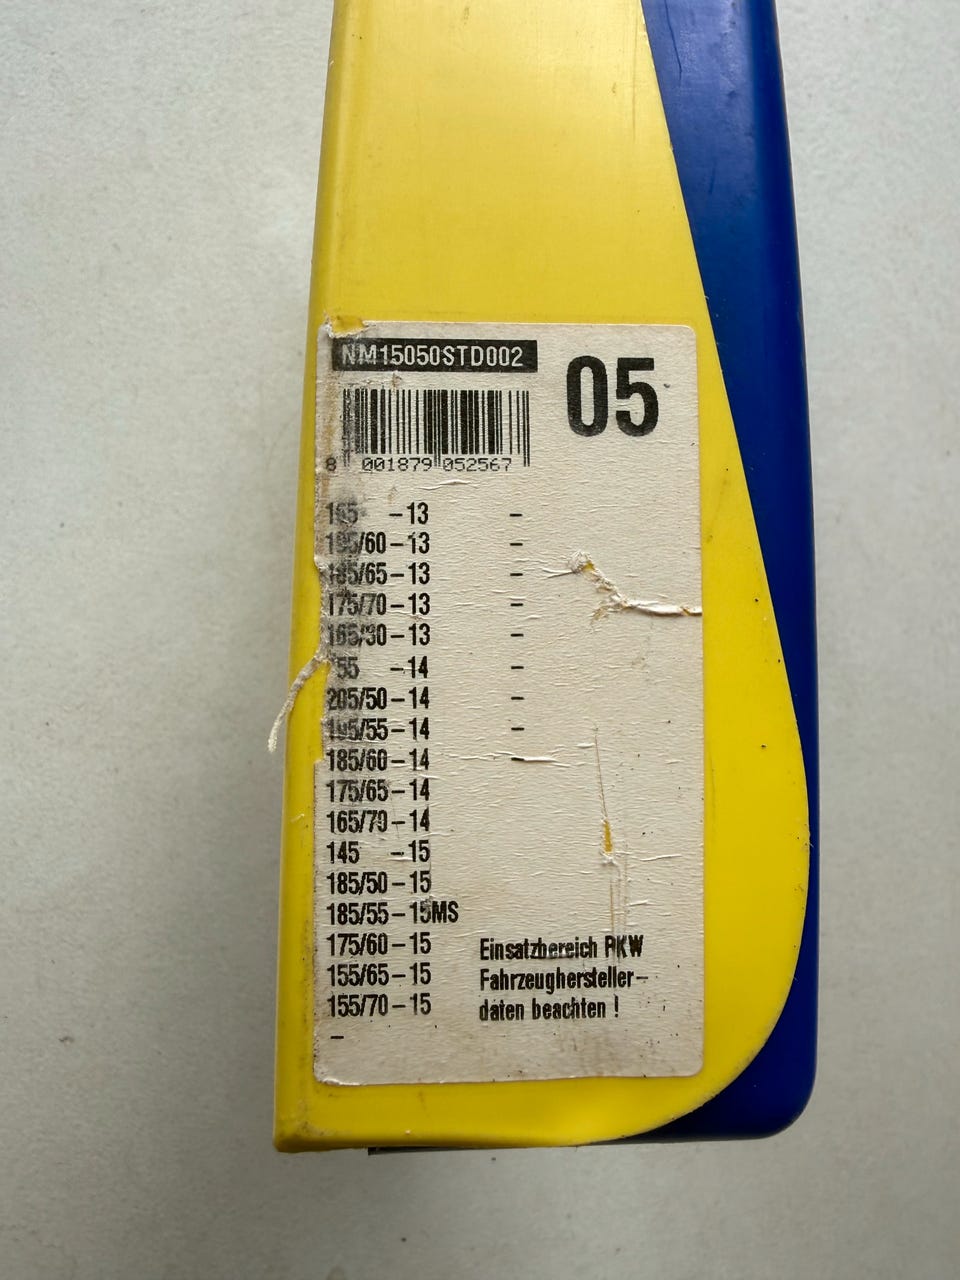 NM15050STD002
05
8 001879 052567
165 -13 -
195/60-13 -
185/65-13 -
175/70-13 -
165/80-13 -
155 -14 -
205/50-14 -
195/55-14 -
185/60-14 -
175/65-14
165/70-14
145 -15
185/50-15
185/55-15MS
175/60-15
155/65-15
155/70-15
-
Einsatzbereich PKW
Fahrzeughersteller-
daten beachten !